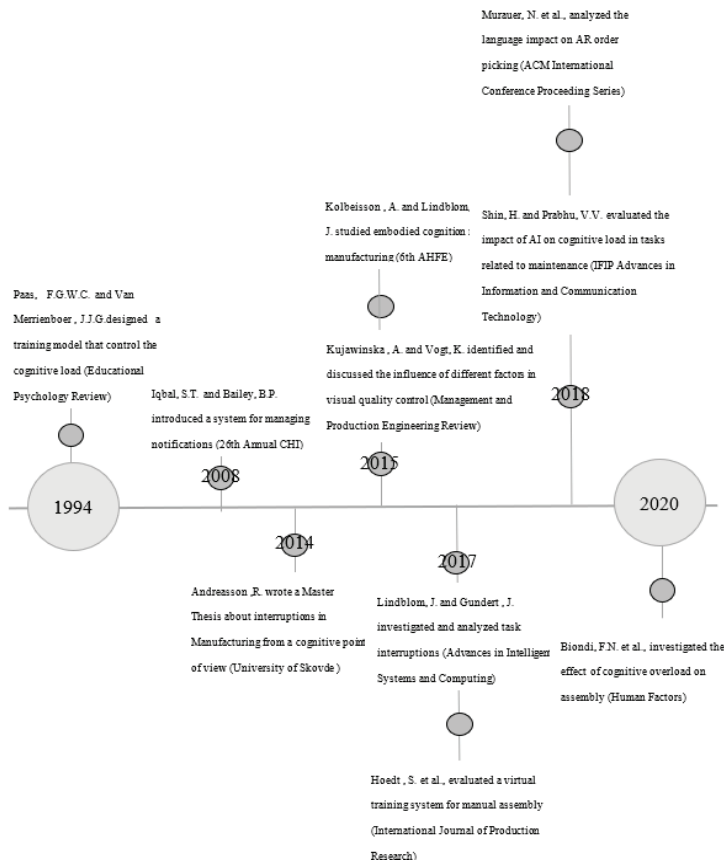 Murauer, N. et al., analyzed the
language impact on AR order
picking (ACM International
Conference Proceeding Series)
Kolbeisson , A. and Lindblom,
J. studied embodied cognition :
manufacturing (6th AHFE)
Shin, H. and Prabhu, V.V. evaluated the
impact of AI on cognitive load in tasks
related to maintenance (IFIP Advances in
Information and Communication
Technology)
Paas, F.G.W.C. and Van
Merrienboer , J.J.G.designed a
training model that control the
cognitive load (Educational
Psychology Review)
Iqbal, S.T. and Bailey, B.P.
introduced a system for managing
notifications (26th Annual CHI)
Kujawinska, A. and Vogt, K. identified and
discussed the influence of different factors in
visual quality control (Management and
Production Engineering Review)
2018
2008
2015
1994
2020
2014
2017
Andreasson ,R. wrote a Master
Thesis about interruptions in
Manufacturing from a cognitive point
of view (University of Skovde )
Lindblom, J. and Gundert , J.
investigated and analyzed task
interruptions (Advances in Intelligen
Systems and Computing)
Biondi, F.N. et al., investigated the
effect of cognitive overload on
assembly (Human Factors)
Hoedt , S. et al., evaluated a virtual
training system for manual assembly
(International Journal of Production
Research)